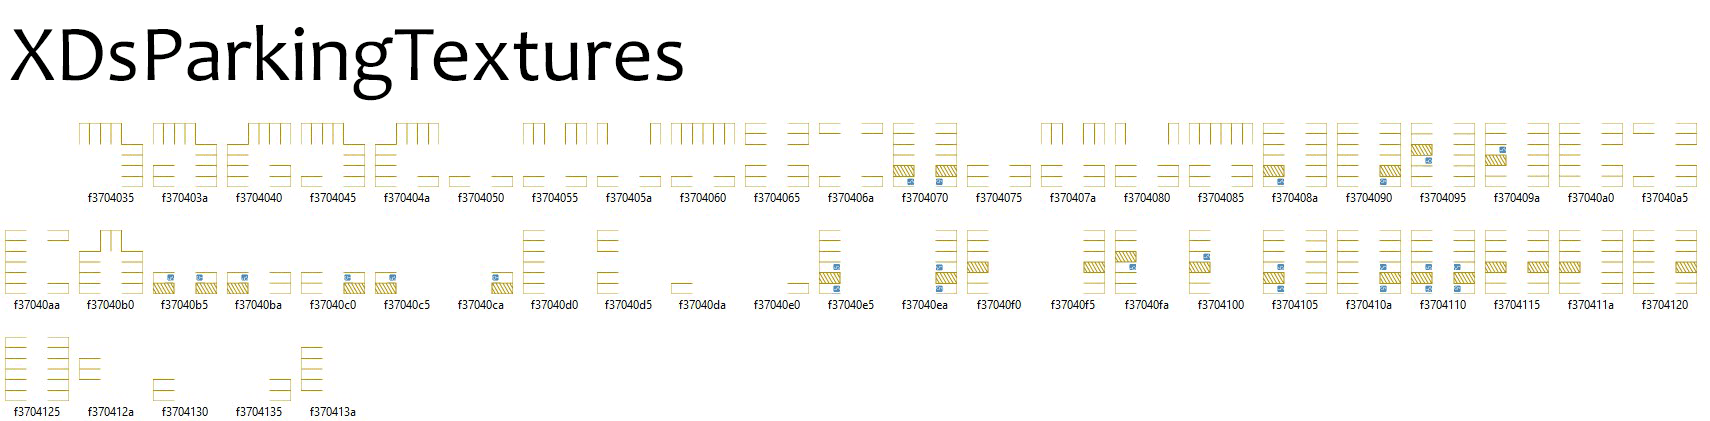 XDsParkingTextures
f3704035 f370403a f3704040 f3704045 f370404a f3704050 f3704055 f370405a f3704060 f3704065 f370406a f3704070 f3704075 f370407a f3704080 f3704085 f370408a f3704090 f3704095 f370409a f37040a0 f37040a5
f37040aa f37040b0 f37040b5 f37040ba f37040c0 f37040c5 f37040ca f37040d0 f37040d5 f37040da f37040e0 f37040e5 f37040ea f37040f0 f37040f5 f37040fa f3704100 f3704105 f370410a f3704110 f3704115 f370411a f3704120
f3704125 f370412a f3704130 f3704135 f370413a